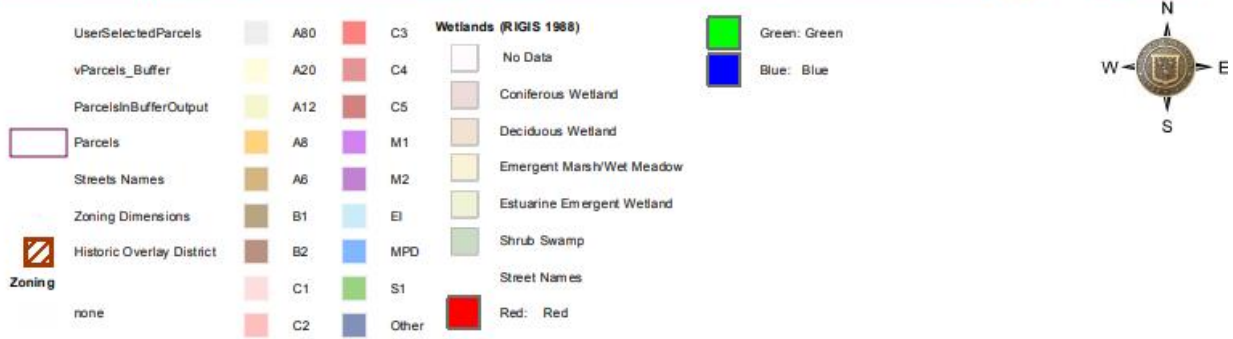 UserSelectedParcels
vParcels_Buffer
ParcelsInBufferOutput
Parcels
Streets Names
Zoning Dimensions
Historic Overlay District
Zoning
none
A80
A20
A12
A8
A6
B1
B2
C1
C2
C3
C4
C5
M1
M2
EI
MPD
S1
Other
Wetlands (RIGIS 1988)
No Data
Coniferous Wetland
Deciduous Wetland
Emergent Marsh/Wet Meadow
Estuarine Emergent Wetland
Shrub Swamp
Street Names
Red: Red
Green: Green
Blue: Blue
N
W E
S